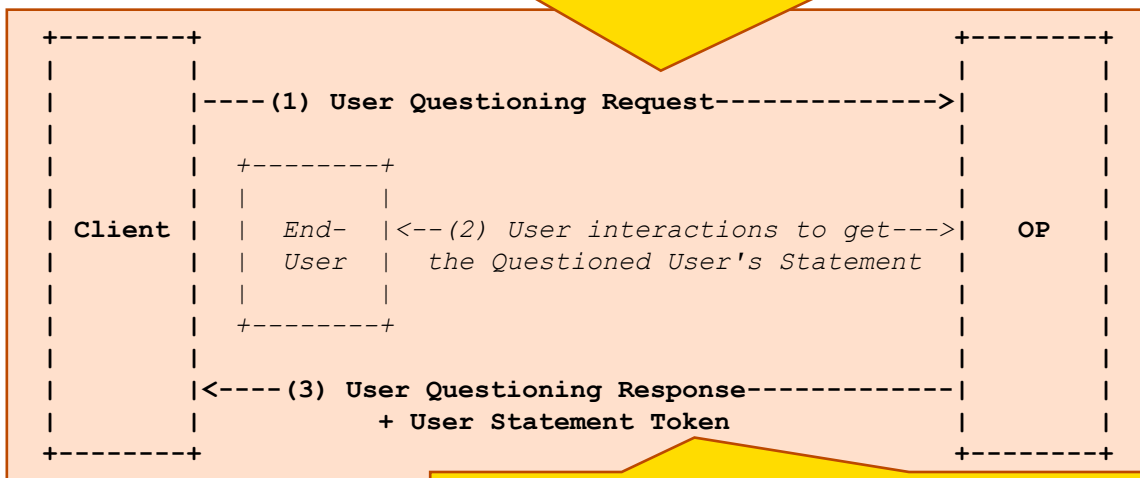 +--------+ +--------+
| | | |
| |----(1) User Questioning Request-------------->| |
| | | |
| | +--------+ | |
| | | | | |
| Client | | End- |<--(2) User interactions to get--->| OP |
| | | User | the Questioned User's Statement | |
| | | | | |
| | +--------+ | |
| | | |
| |<----(3) User Questioning Response-------------| |
| | + User Statement Token | |
+--------+ +--------+